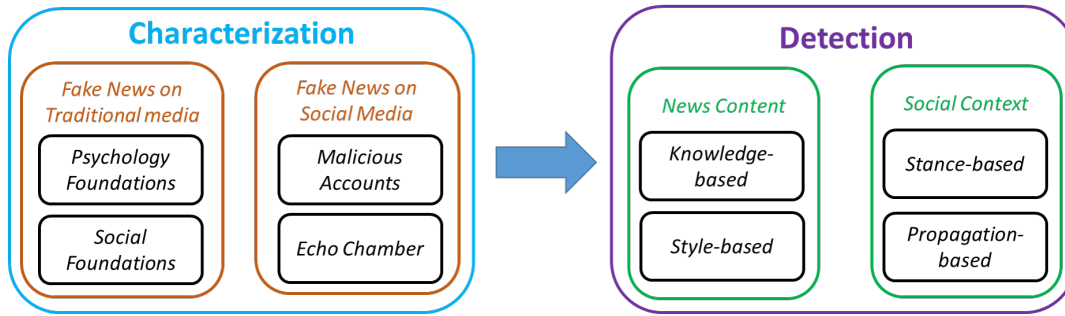 Characterization
Fake News on
Traditional media
Psychology
Foundations
Social
Foundations
Fake News on
Social Media
Malicious
Accounts
Echo Chamber
Detection
News Content
Knowledge-
based
Style-based
Social Context
Stance-based
Propagation-
based